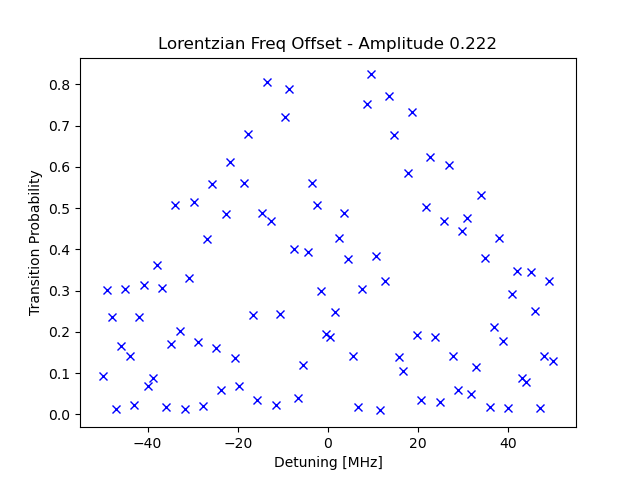 Lorentzian Freq Offset - Amplitude 0.222
Transition Probability
0.8
0.7
0.6
0.5
0.4
0.3
0.2
0.1
0.0
−40 −20 0 20 40
Detuning [MHz]